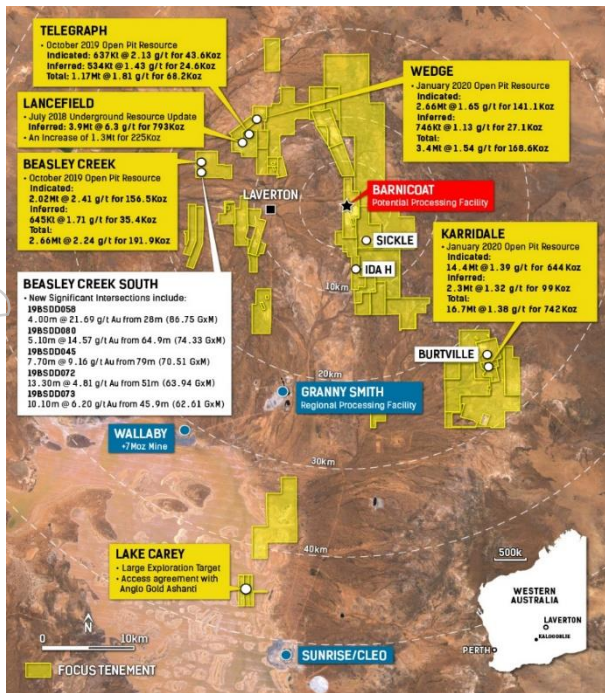 TELEGRAPH
• October 2019 Open Pit Resource
Indicated: 637Kt @ 2.13 g/t for 43.6Koz
Inferred: 534Kt @ 1.43 g/t for 24.6Koz
Total: 1.17Mt @ 1.81 g/t for 68.2Koz
LANCEFIELD
• July 2018 Underground Resource Update
Inferred: 3.9Mt @ 6.3 g/t for 793Koz
• An Increase of 1.3Mt for 225Koz
BEASLEY CREEK
• October 2019 Open Pit Resource
Indicated:
2.02Mt @ 2.41 g/t for 156.5Koz
Inferred:
645Kt @ 1.71 g/t for 35.4Koz
Total:
2.66Mt @ 2.24 g/t for 191.9Koz
BEASLEY CREEK SOUTH
• New Significant Intersections include:
19BSDD058
4.00m @ 21.69 g/t Au from 28m (86.75 GxM)
19BSDD080
5.10m @ 14.57 g/t Au from 64.9m (74.33 GxM)
19BSDD045
7.70m @ 9.16 g/t Au from 79m (70.51 GxM)
19BSDD072
13.30m @ 4.81 g/t Au from 51m (63.94 GxM)
19BSDD073
10.10m @ 6.20 g/t Au from 45.9m (62.61 GxM)
WEDGE
• January 2020 Open Pit Resource
Indicated:
2.66Mt @ 1.65 g/t for 141.1Koz
Inferred:
746Kt @ 1.13 g/t for 27.1Koz
Total:
3.4Mt @ 1.54 g/t for 168.6Koz
LAVERTON
BARNICOAT
Potential Processing Facility
SICKLE
IDA H
10km
KARRIDALE
• January 2020 Open Pit Resource
Indicated:
14.4Mt @ 1.39 g/t for 644Koz
Inferred:
2.3Mt @ 1.32 g/t for 99Koz
Total:
16.7Mt @ 1.38 g/t for 742Koz
BURTVILLE
20km
GRANNY SMITH
Regional Processing Facility
WALLABY
+7Moz Mine
30km
40km
LAKE CAREY
• Large Exploration Target
• Access agreement with
Anglo Gold Ashanti
500k
WESTERN
AUSTRALIA
LAVERTON
KALGOORLIE
PERTH
N
0 10km
SUNRISE/CLEO
FOCUS TENEMENT